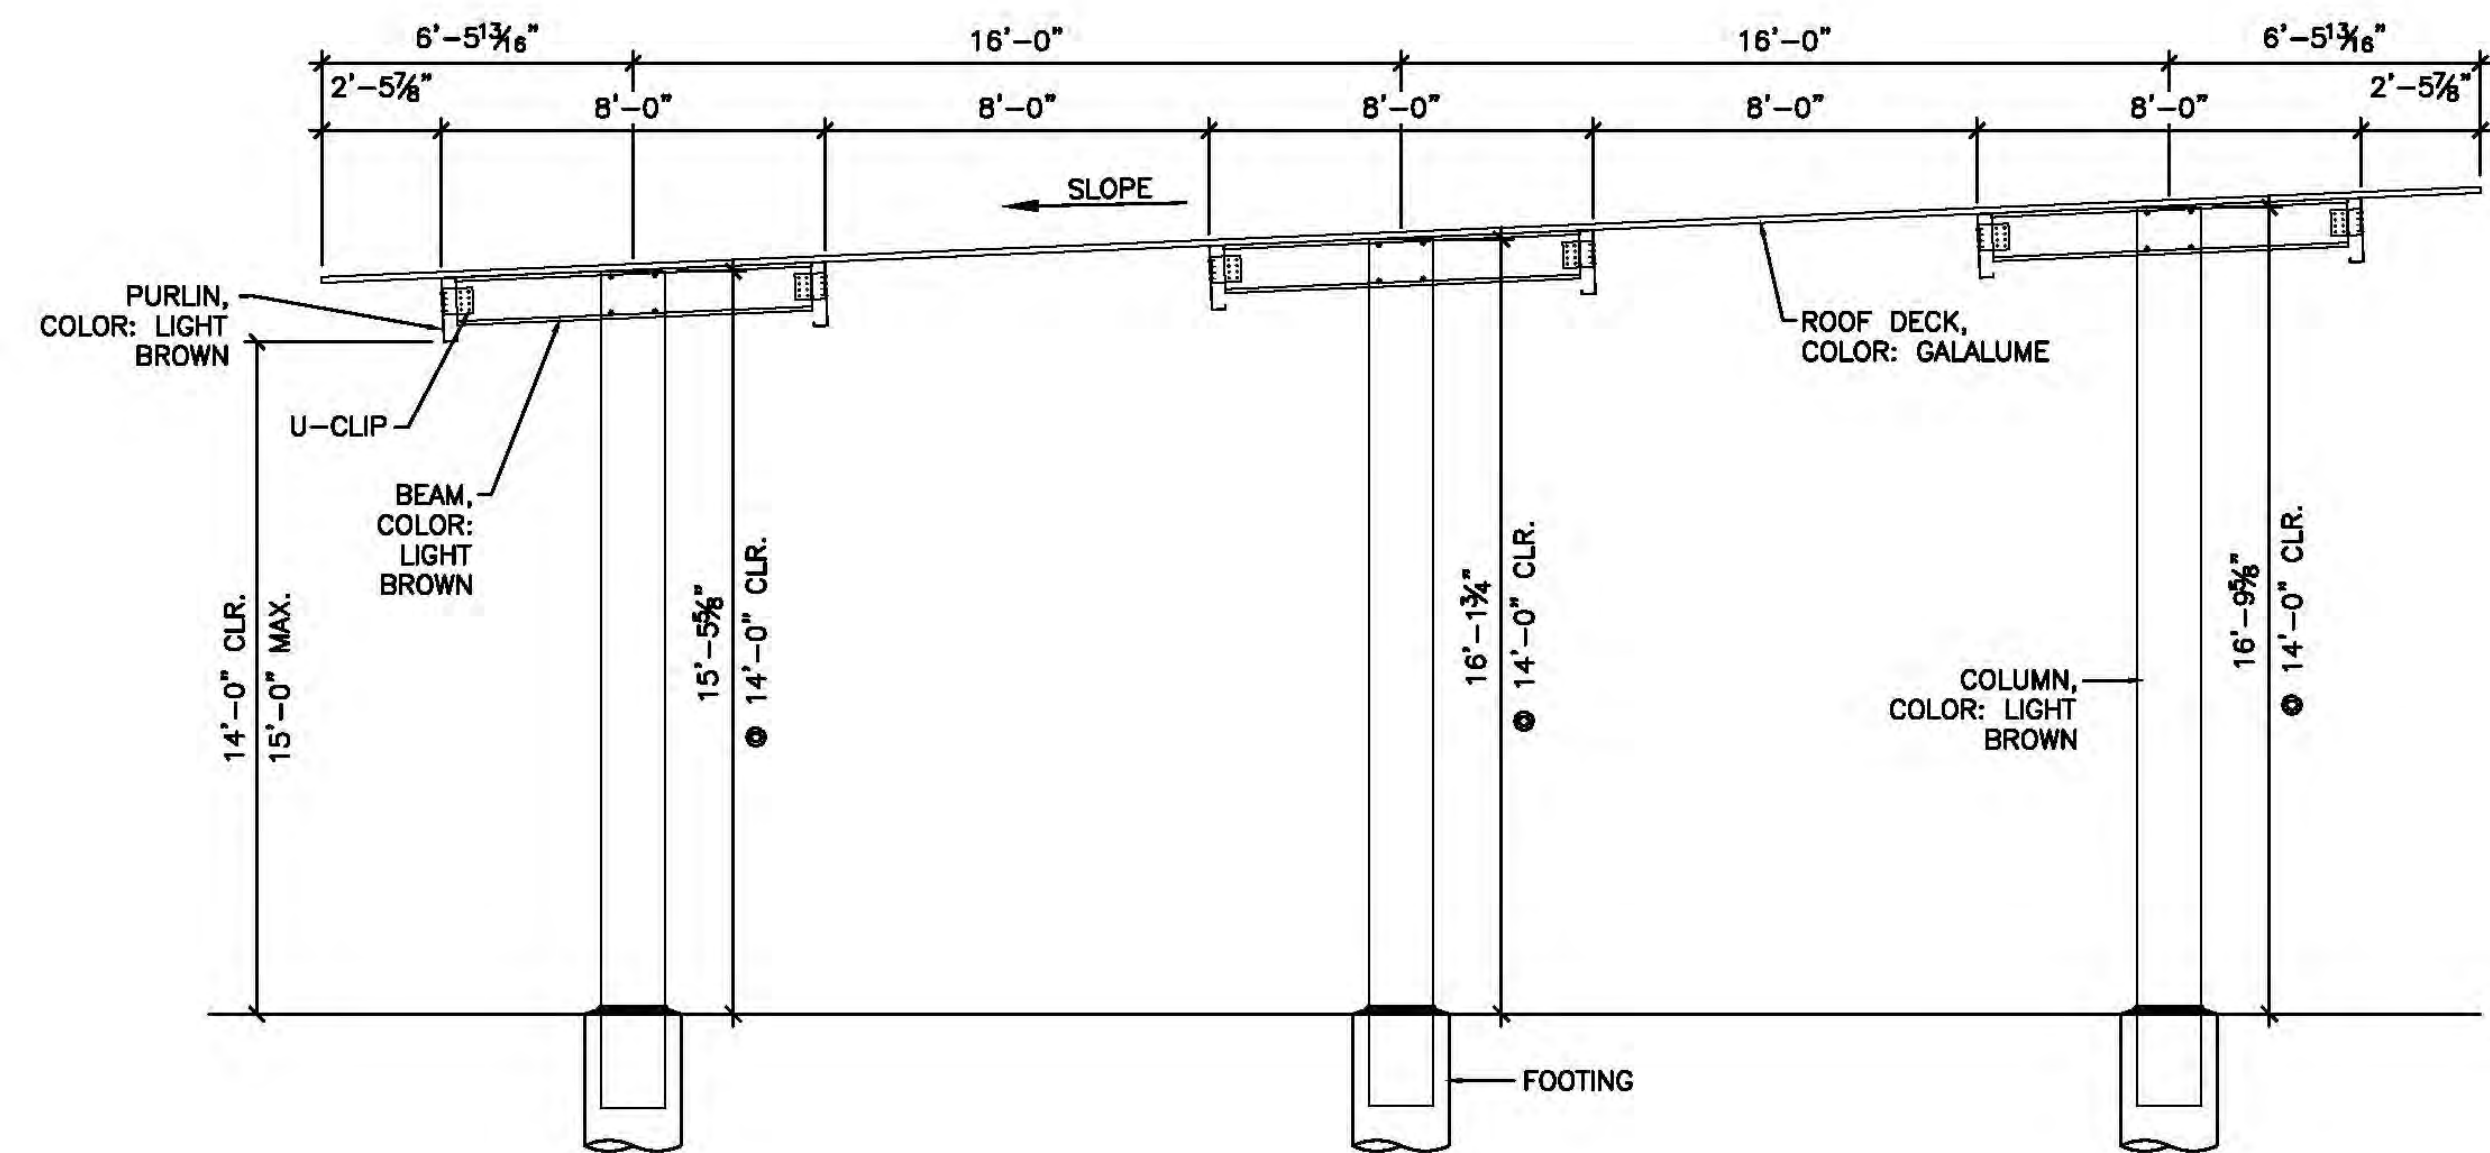 6'-5 13/16"
16'-0"
16'-0"
6'-5 13/16"
2'-5 7/8"
8'-0"
8'-0"
8'-0"
8'-0"
8'-0"
2'-5 7/8"
SLOPE
PURLIN,
COLOR: LIGHT
BROWN
U-CLIP
BEAM,
COLOR:
LIGHT
BROWN
ROOF DECK,
COLOR: GALALUME
14'-0" CLR.
15'-0" MAX.
15'-5 5/8"
@ 14'-0" CLR.
16'-1 3/4"
@ 14'-0" CLR.
16'-9 5/8"
@ 14'-0" CLR.
COLUMN,
COLOR: LIGHT
BROWN
FOOTING